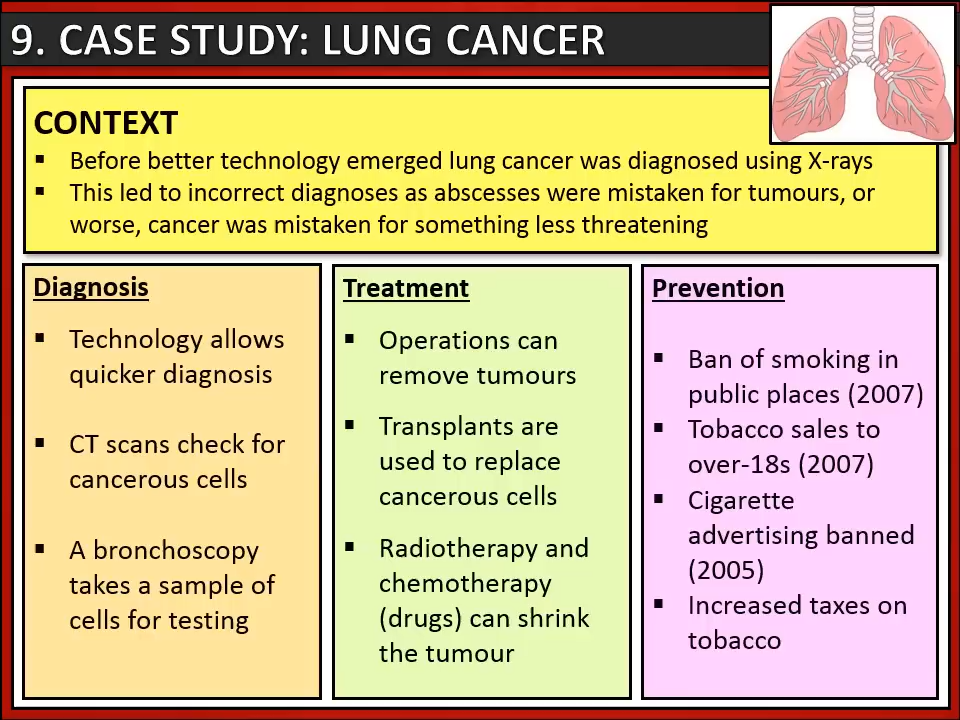 9. CASE STUDY: LUNG CANCER
CONTEXT
▪ Before better technology emerged lung cancer was diagnosed using X-rays
▪ This led to incorrect diagnoses as abscesses were mistaken for tumours, or
worse, cancer was mistaken for something less threatening
Diagnosis
▪ Technology allows
quicker diagnosis
▪ CT scans check for
cancerous cells
▪ A bronchoscopy
takes a sample of
cells for testing
Treatment
▪ Operations can
remove tumours
▪ Transplants are
used to replace
cancerous cells
▪ Radiotherapy and
chemotherapy
(drugs) can shrink
the tumour
Prevention
▪ Ban of smoking in
public places (2007)
▪ Tobacco sales to
over-18s (2007)
▪ Cigarette
advertising banned
(2005)
▪ Increased taxes on
tobacco